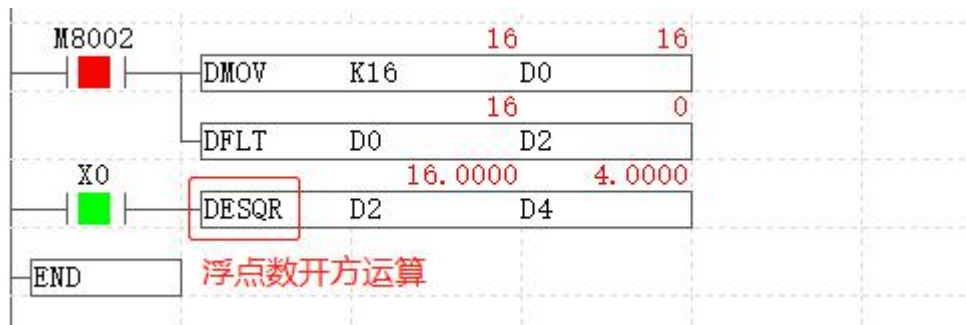 M8002
16 16
DMOV K16 D0
16 0
DFLT D0 D2
X0
16.0000 4.0000
DESQR D2 D4
浮点数开方运算
END